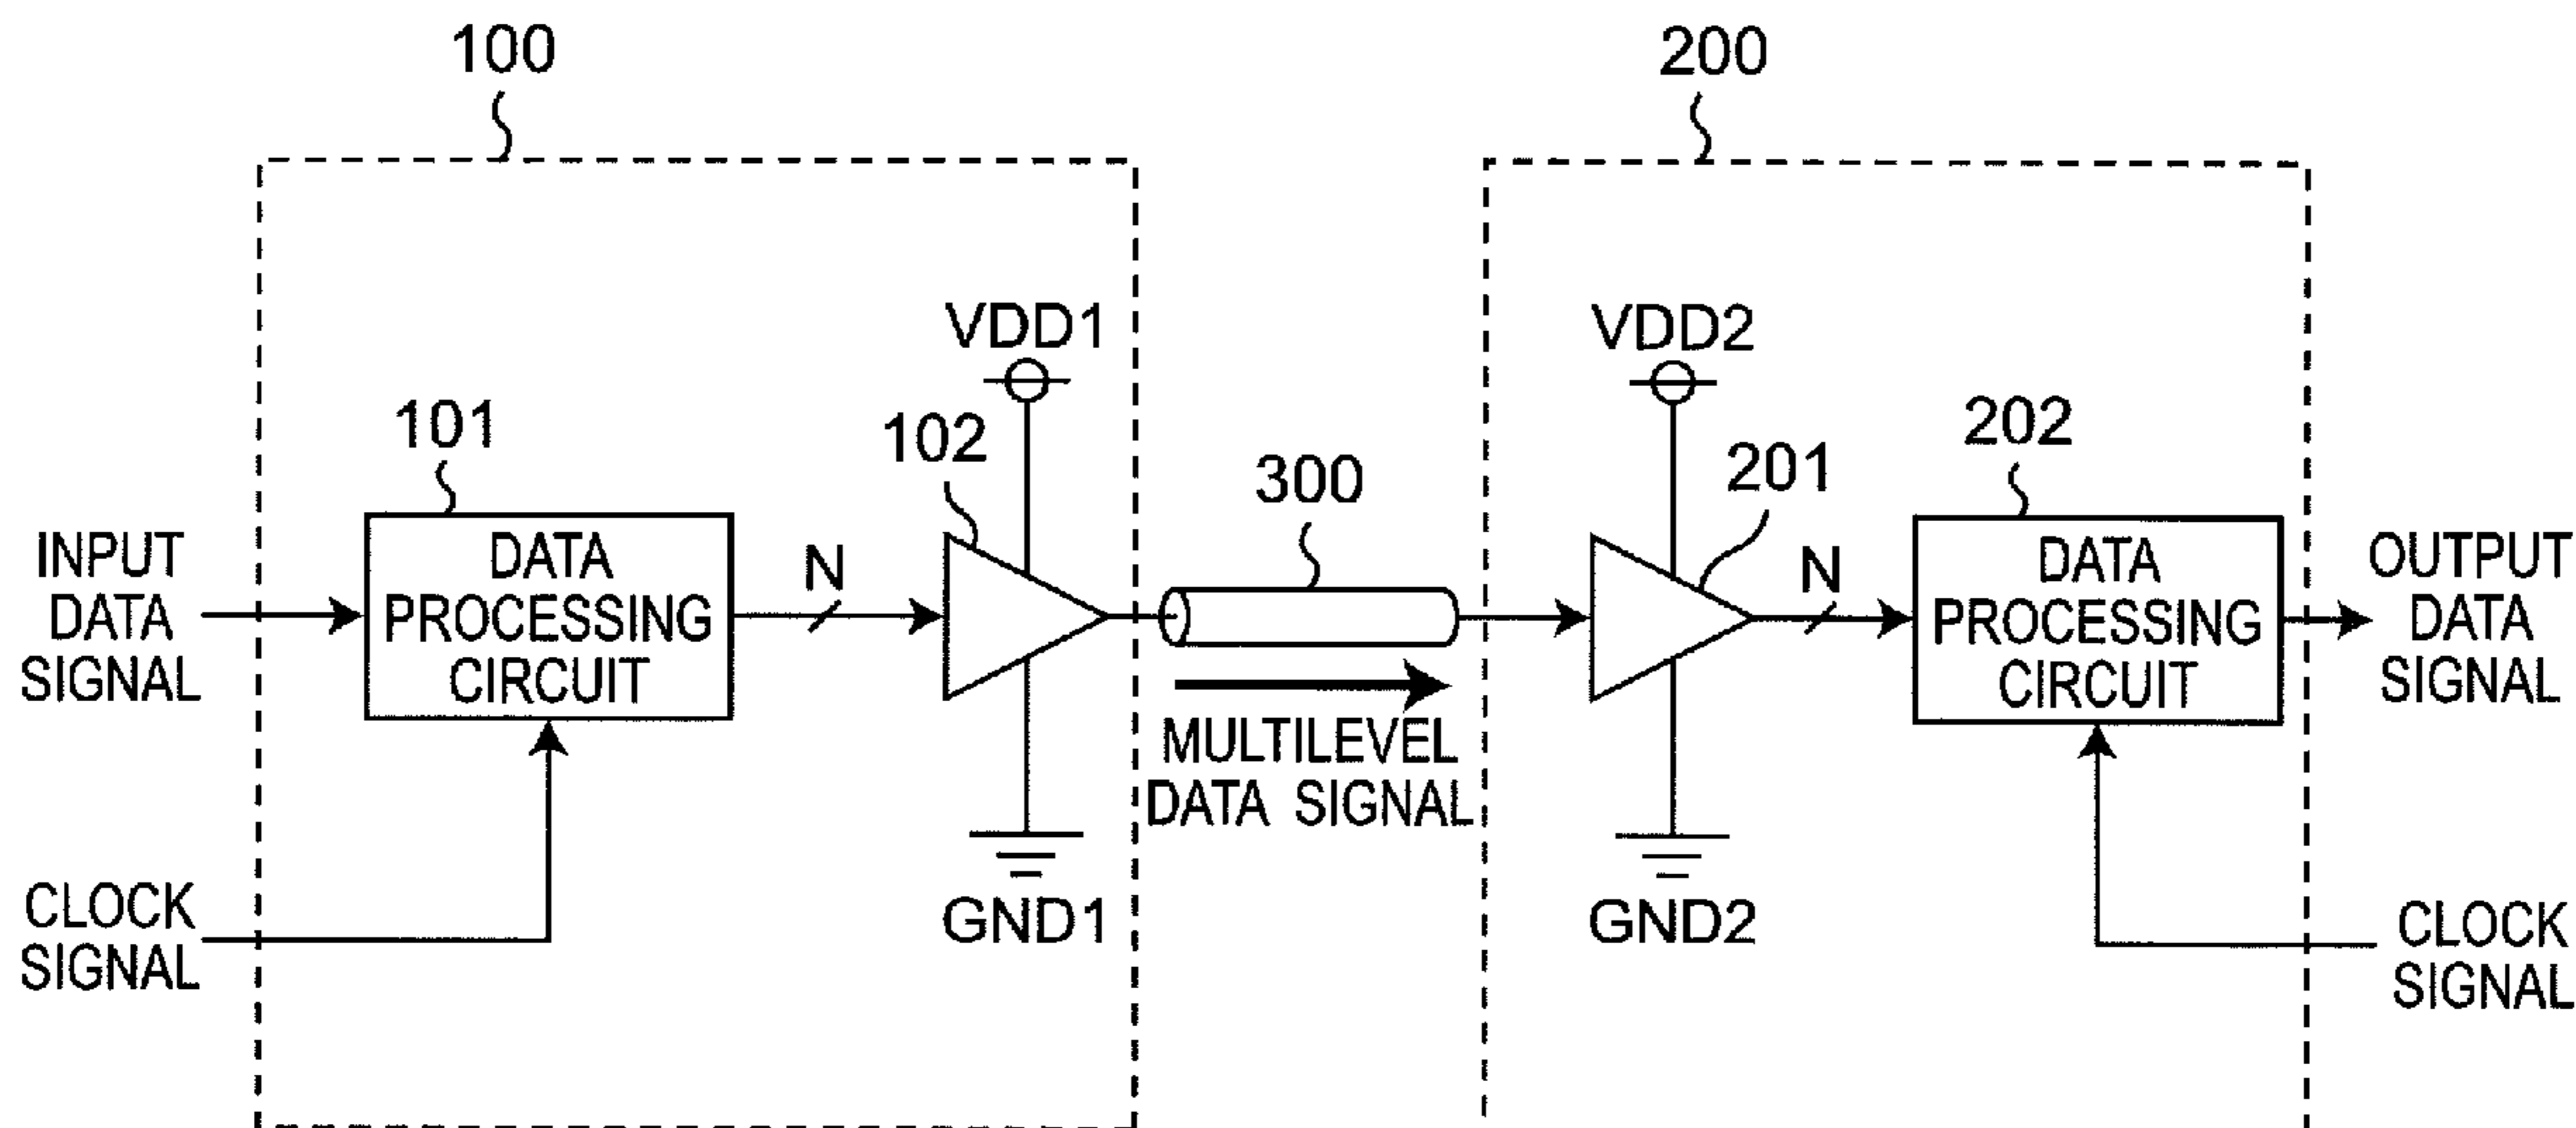 100
200
VDD1
VDD2
101
102
300
201
202
INPUT
DATA
SIGNAL
DATA
PROCESSING
CIRCUIT
N
MULTILEVEL
DATA SIGNAL
N
DATA
PROCESSING
CIRCUIT
OUTPUT
DATA
SIGNAL
CLOCK
SIGNAL
GND1
GND2
CLOCK
SIGNAL